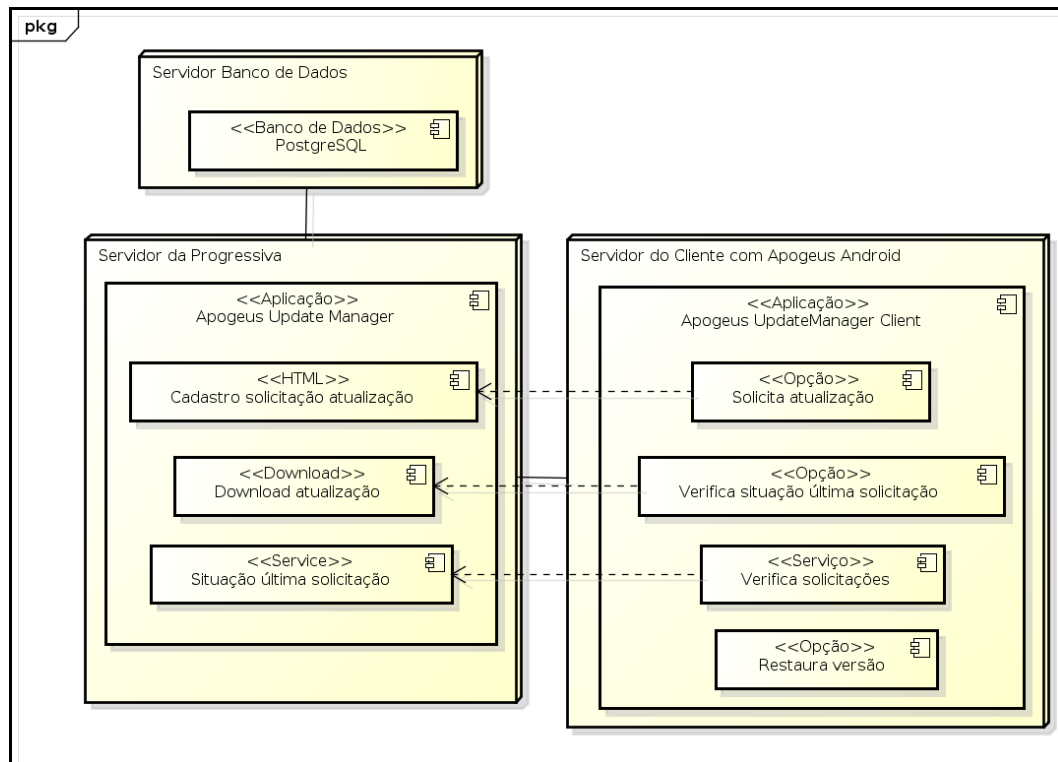 pkg
Servidor Banco de Dados
<<Banco de Dados>>
PostgreSQL
Servidor da Progressiva
<<Aplicação>>
Apogeus Update Manager
<<HTML>>
Cadastro solicitação atualização
<<Download>>
Download atualização
<<Service>>
Situação última solicitação
Servidor do Cliente com Apogeus Android
<<Aplicação>>
Apogeus UpdateManager Client
<<Opção>>
Solicita atualização
<<Opção>>
Verifica situação última solicitação
<<Serviço>>
Verifica solicitações
<<Opção>>
Restaura versão